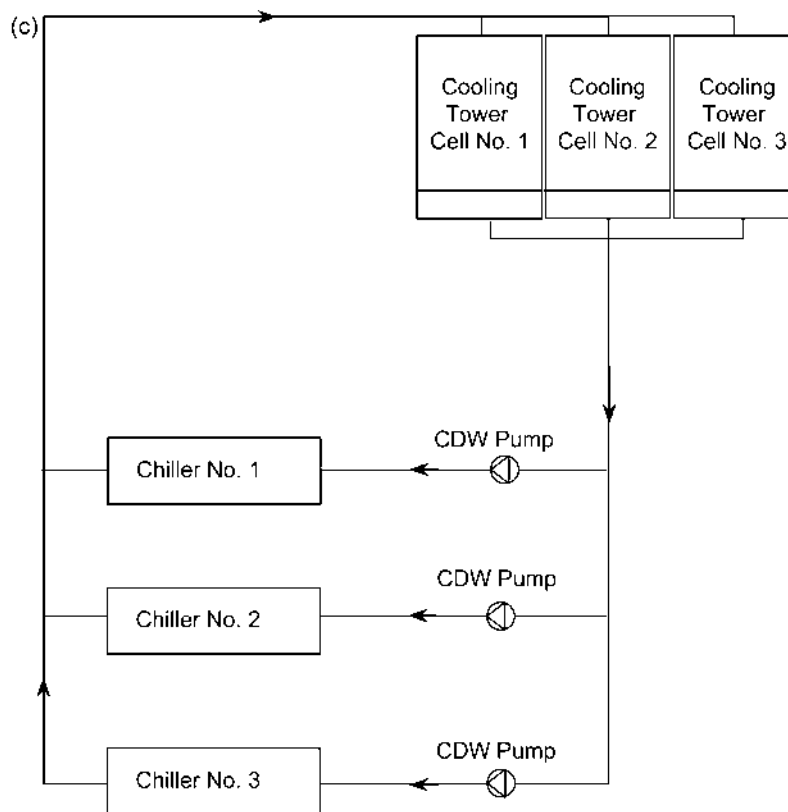 (c)
Cooling
Tower
Cell No. 1
Cooling
Tower
Cell No. 2
Cooling
Tower
Cell No. 3
CDW Pump
Chiller No. 1
CDW Pump
Chiller No. 2
CDW Pump
Chiller No. 3